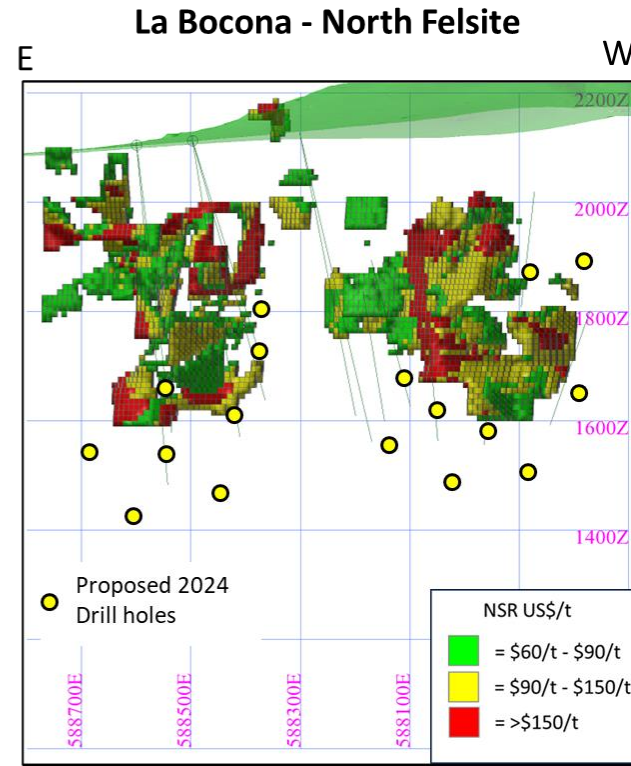 La Bocona - North Felsite
E
W
2200Z
2000Z
1800Z
1600Z
1400Z
Proposed 2024
Drill holes
NSR US$/t
= $60/t - $90/t
= $90/t - $150/t
= >$150/t
588700E
588500E
588300E
588100E